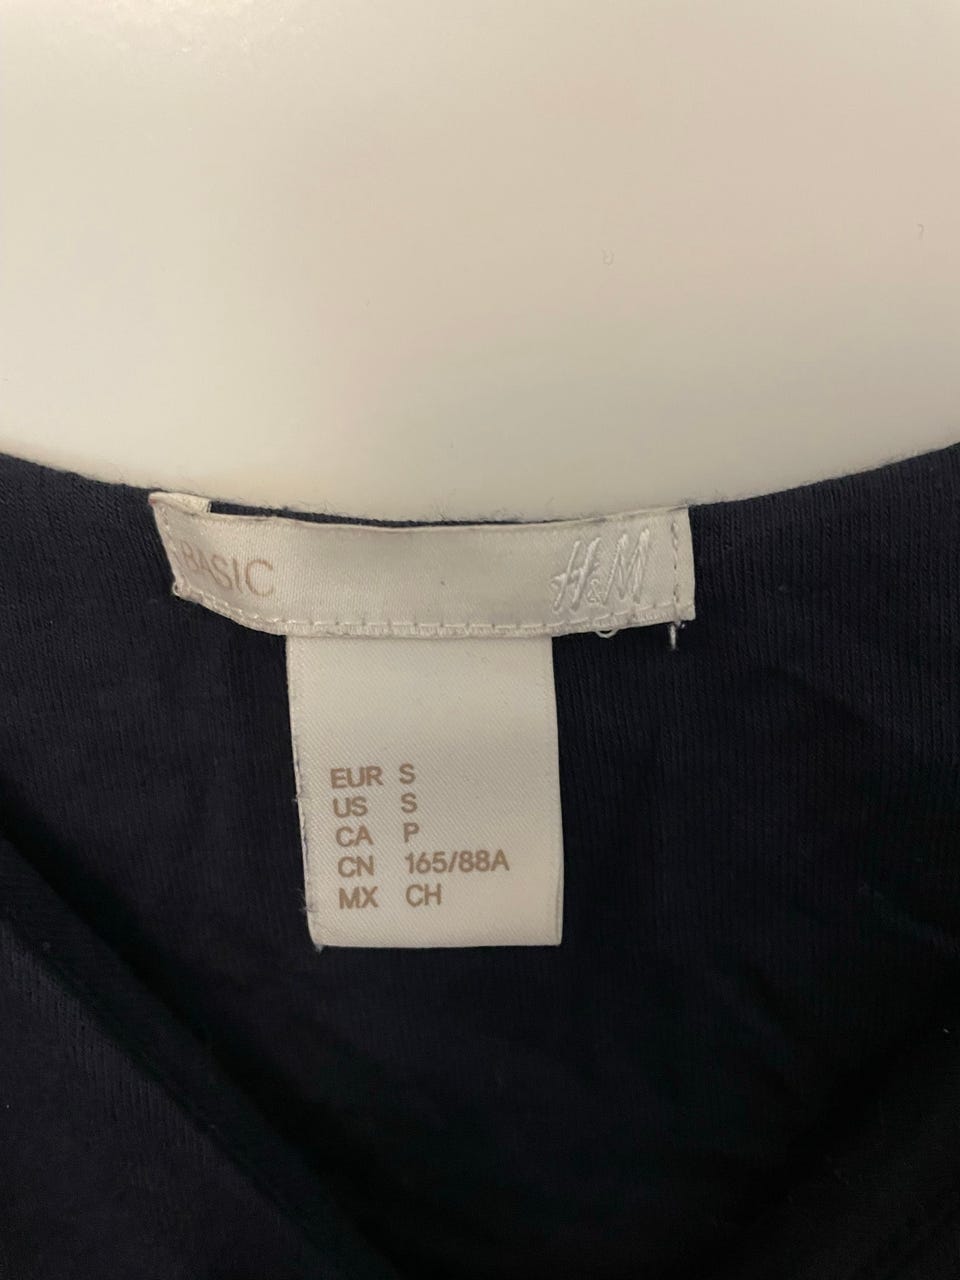 BASIC H&M
EUR S
US S
CA P
CN 165/88A
MX CH